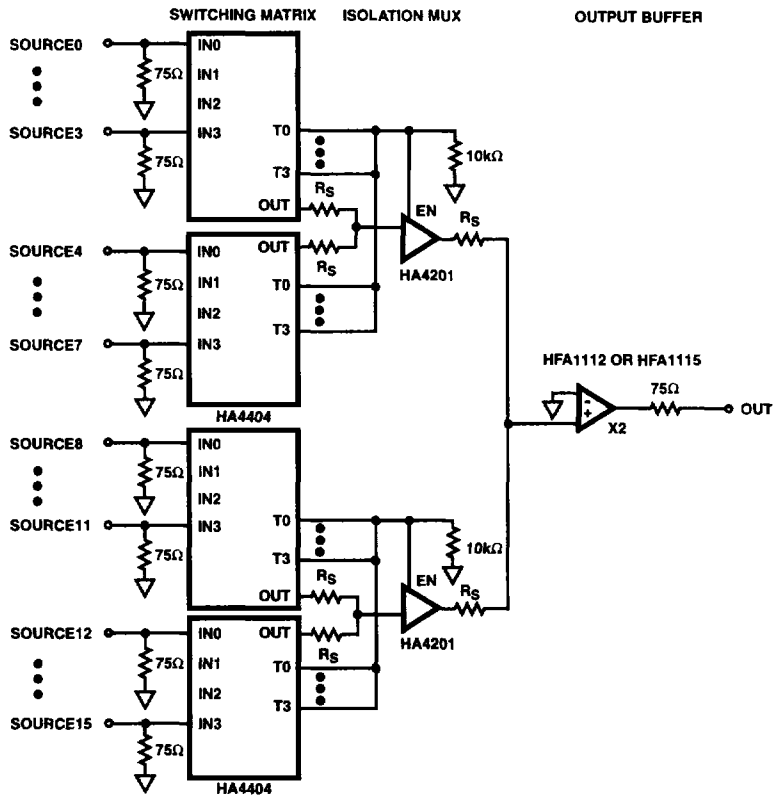 SWITCHING MATRIX ISOLATION MUX OUTPUT BUFFER
SOURCE0
75Ω
IN0
IN1
IN2
SOURCE3
75Ω
IN3
T0
T3
OUT
RS
10kΩ
EN
HA4201
RS
SOURCE4
75Ω
IN0
IN1
IN2
SOURCE7
75Ω
IN3
OUT
RS
T0
T3
HA4404
HFA1112 OR HFA1115
-
+
X2
75Ω
OUT
SOURCE8
75Ω
IN0
IN1
IN2
SOURCE11
75Ω
IN3
T0
T3
OUT
RS
10kΩ
EN
HA4201
RS
SOURCE12
75Ω
IN0
IN1
IN2
SOURCE15
75Ω
IN3
OUT
RS
T0
T3
HA4404